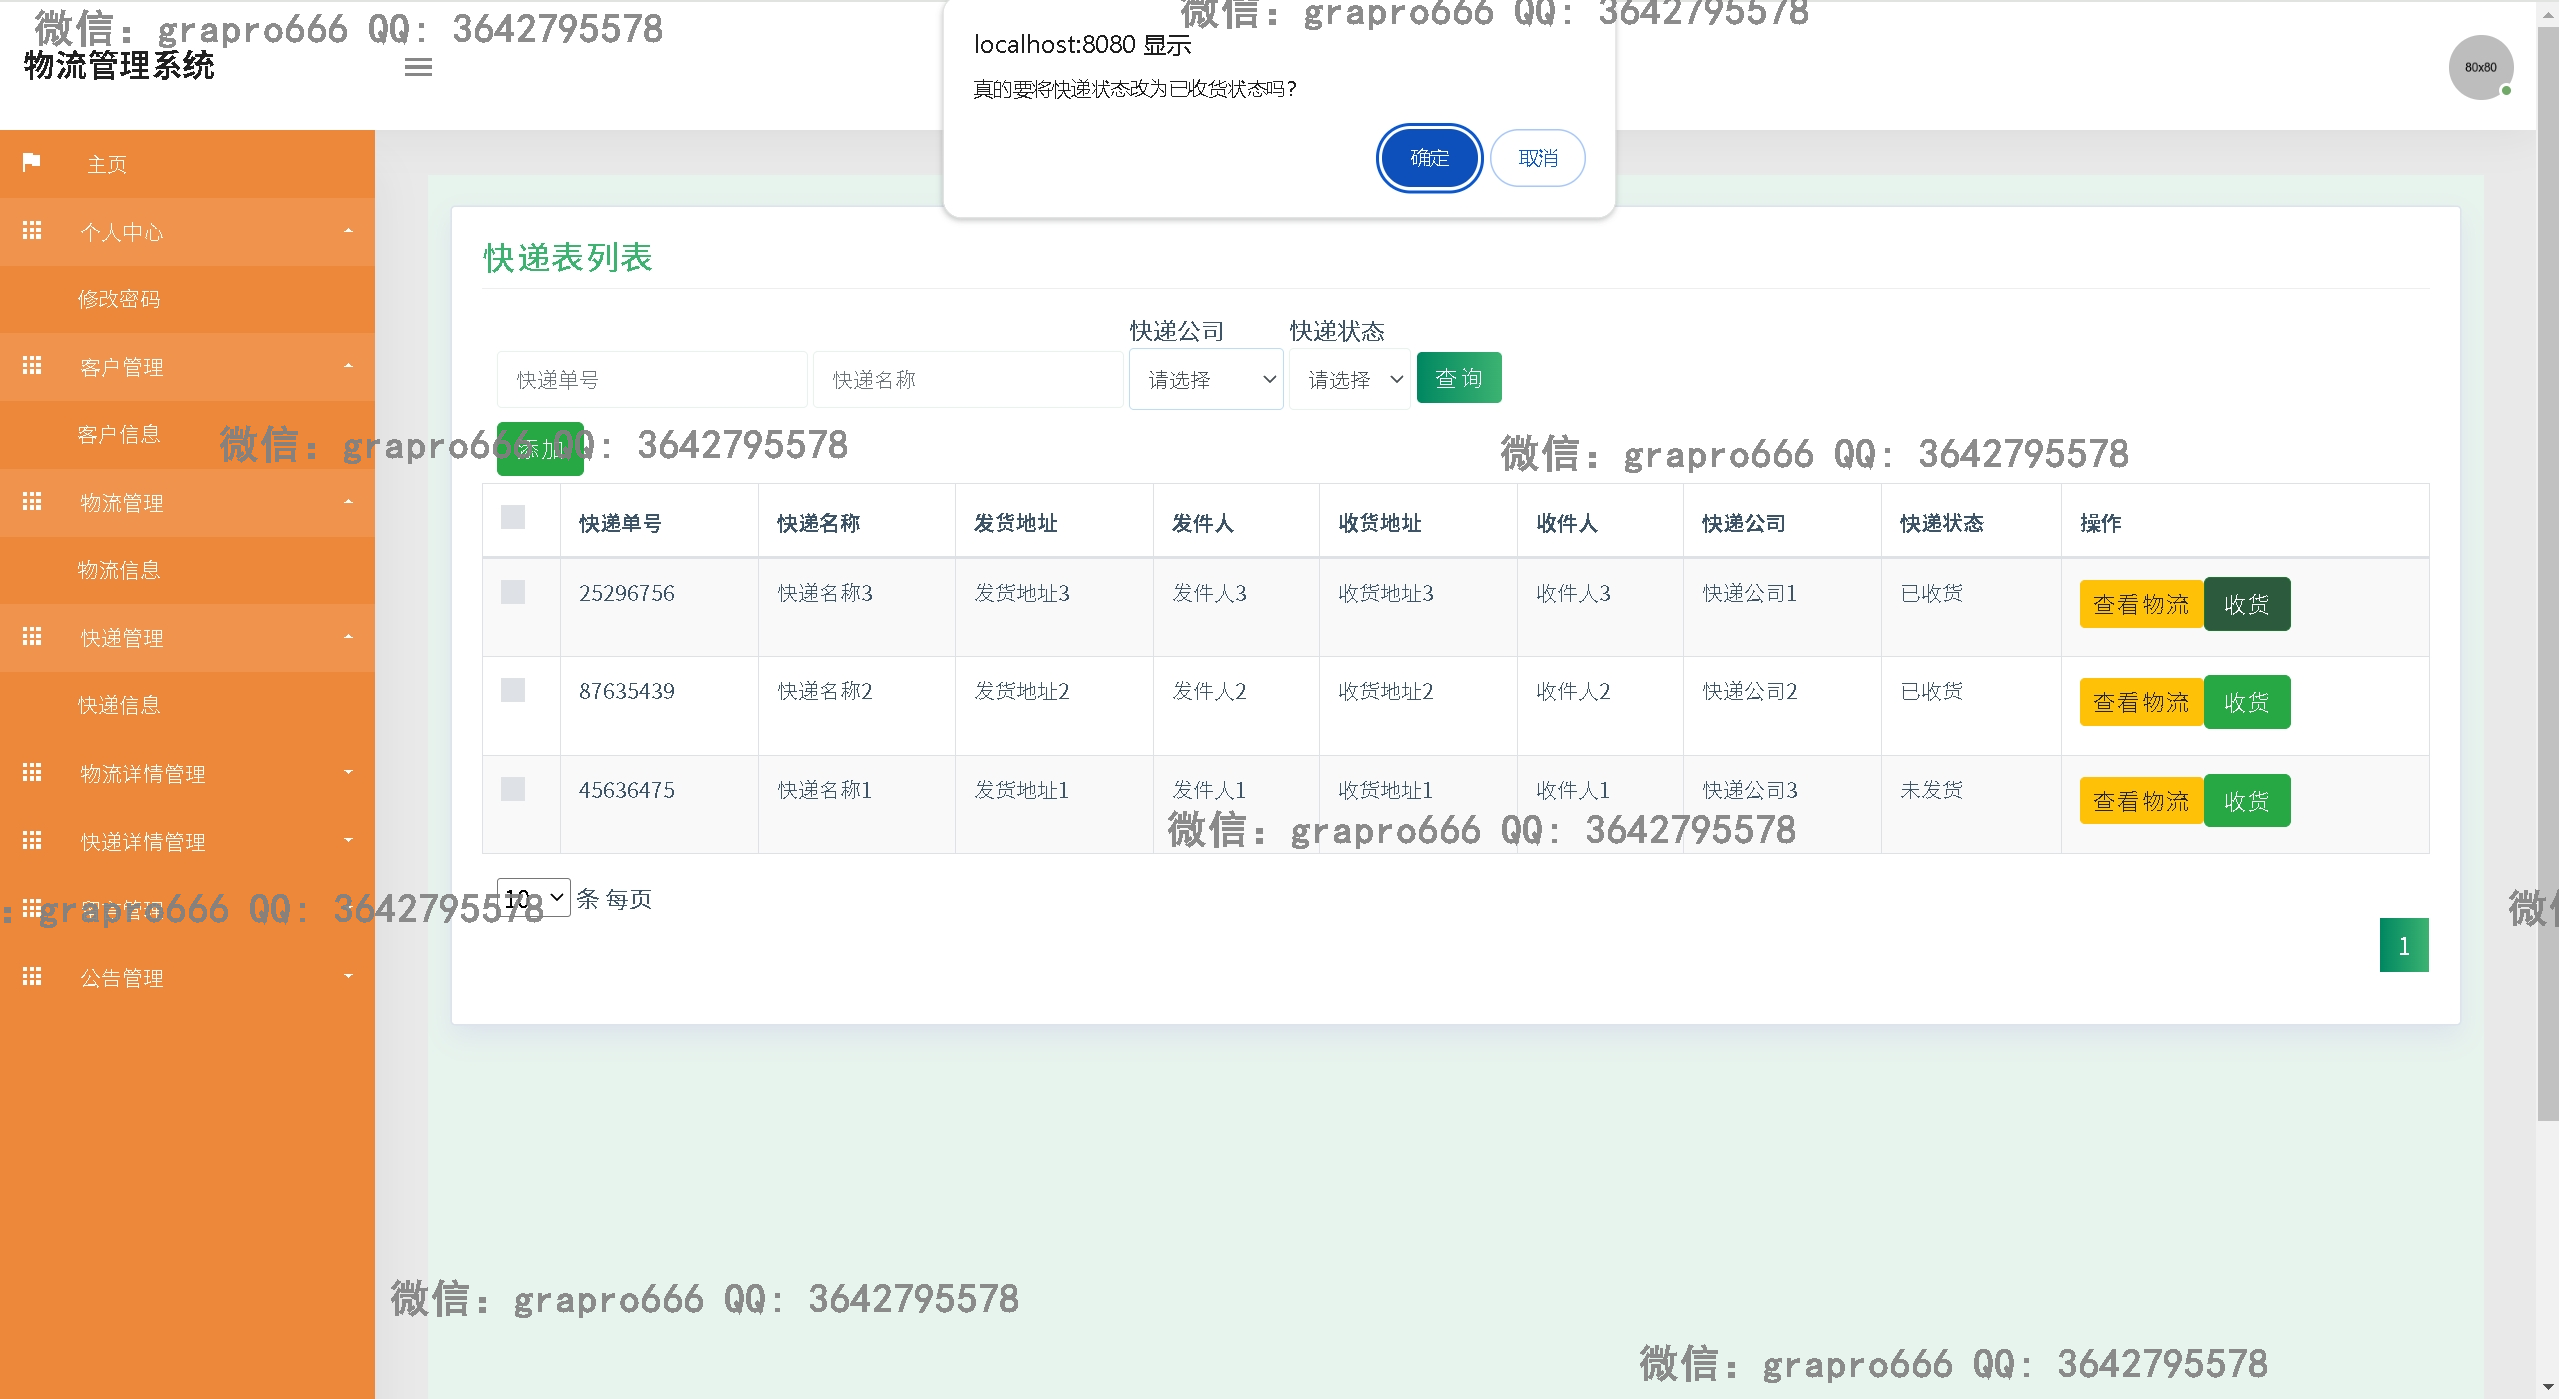 微信: grapro666 QQ: 3642795578
微信: grapro666 QQ: 3642795578
物流管理系统
localhost:8080 显示
真的要将快递状态改为已收货状态吗?
确定
取消
80x80
主页
个人中心
修改密码
客户管理
客户信息
物流管理
物流信息
快递管理
快递信息
物流详情管理
快递详情管理
留言管理
公告管理
快递表列表
快递公司 快递状态
快递单号 快递名称 请选择 请选择 查询
添加
微信: grapro666 QQ: 3642795578
微信: grapro666 QQ: 3642795578
快递单号 快递名称 发货地址 发件人 收货地址 收件人 快递公司 快递状态 操作
25296756 快递名称3 发货地址3 发件人3 收货地址3 收件人3 快递公司1 已收货 查看物流 收货
87635439 快递名称2 发货地址2 发件人2 收货地址2 收件人2 快递公司2 已收货 查看物流 收货
45636475 快递名称1 发货地址1 发件人1 收货地址1 收件人1 快递公司3 未发货 查看物流 收货
微信: grapro666 QQ: 3642795578
10 条 每页
: grapro666 QQ: 3642795578
微
1
微信: grapro666 QQ: 3642795578
微信: grapro666 QQ: 3642795578